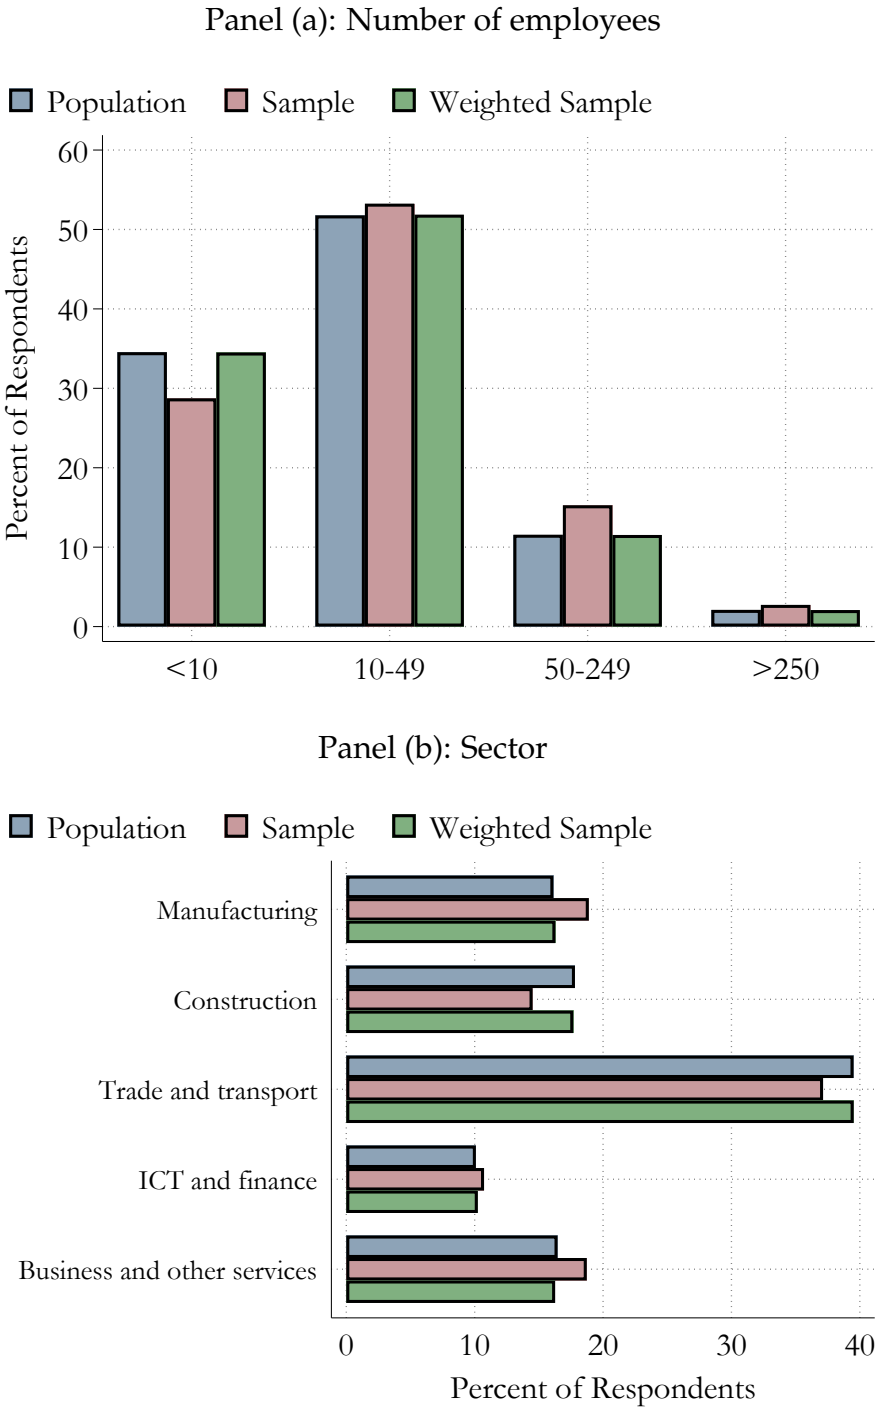 Panel (a): Number of employees
Population Sample Weighted Sample
Percent of Respondents
60
50
40
30
20
10
0
<10 10-49 50-249 >250
Panel (b): Sector
Population Sample Weighted Sample
Manufacturing
Construction
Trade and transport
ICT and finance
Business and other services
0 10 20 30 40
Percent of Respondents